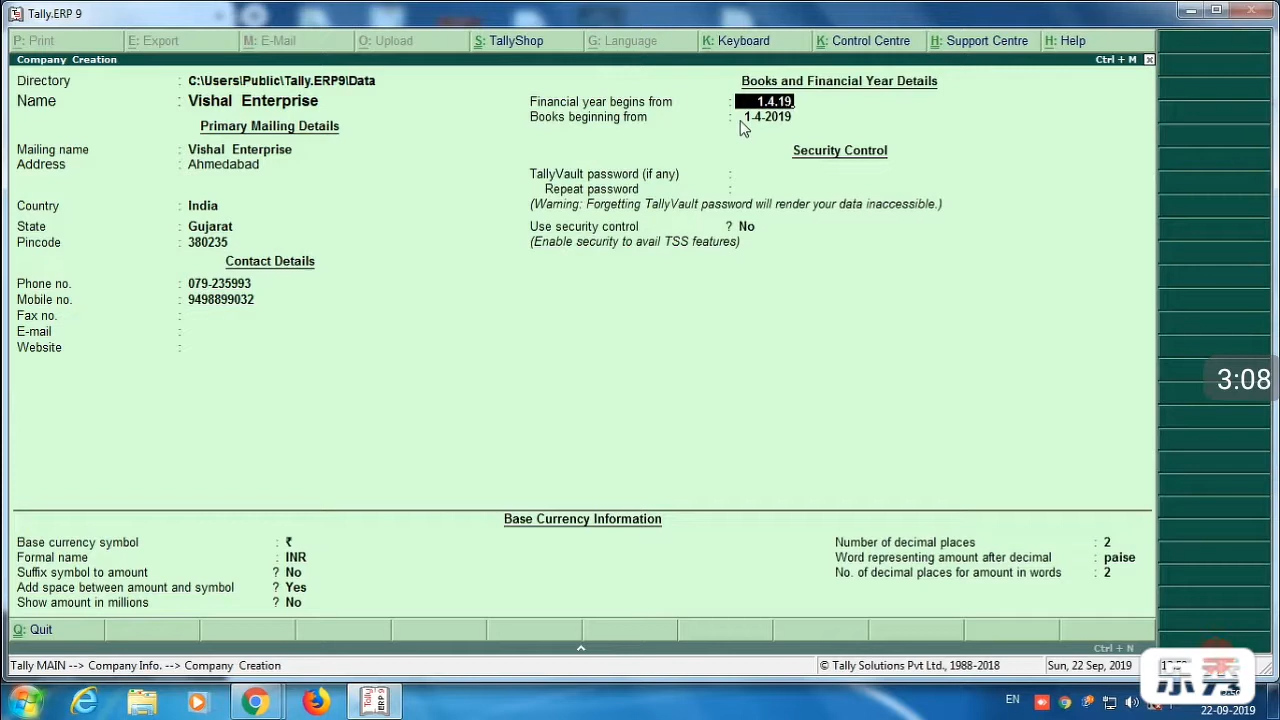 Tally.ERP 9
P: Print E: Export M: E-Mail O: Upload S: TallyShop G: Language K: Keyboard K: Control Centre H: Support Centre H: Help
Company Creation Ctrl + M
Directory : C:\Users\Public\Tally.ERP9\Data
Name : Vishal Enterprise
Primary Mailing Details
Mailing name : Vishal Enterprise
Address : Ahmedabad
Country : India
State : Gujarat
Pincode : 380235
Contact Details
Phone no. : 079-235993
Mobile no. : 9498899032
Fax no. :
E-mail :
Website :
Books and Financial Year Details
Financial year begins from : 1.4.19
Books beginning from : 1-4-2019
Security Control
TallyVault password (if any) :
Repeat password :
(Warning: Forgetting TallyVault password will render your data inaccessible.)
Use security control ? No
(Enable security to avail TSS features)
3:08
Base Currency Information
Base currency symbol : ₹
Formal name : INR
Suffix symbol to amount ? No
Add space between amount and symbol ? Yes
Show amount in millions ? No
Number of decimal places : 2
Word representing amount after decimal : paise
No. of decimal places for amount in words : 2
Q: Quit
Ctrl + N
Tally MAIN --> Company Info. --> Company Creation © Tally Solutions Pvt Ltd., 1988-2018 Sun, 22 Sep, 2019
乐秀
EN
22-09-2019